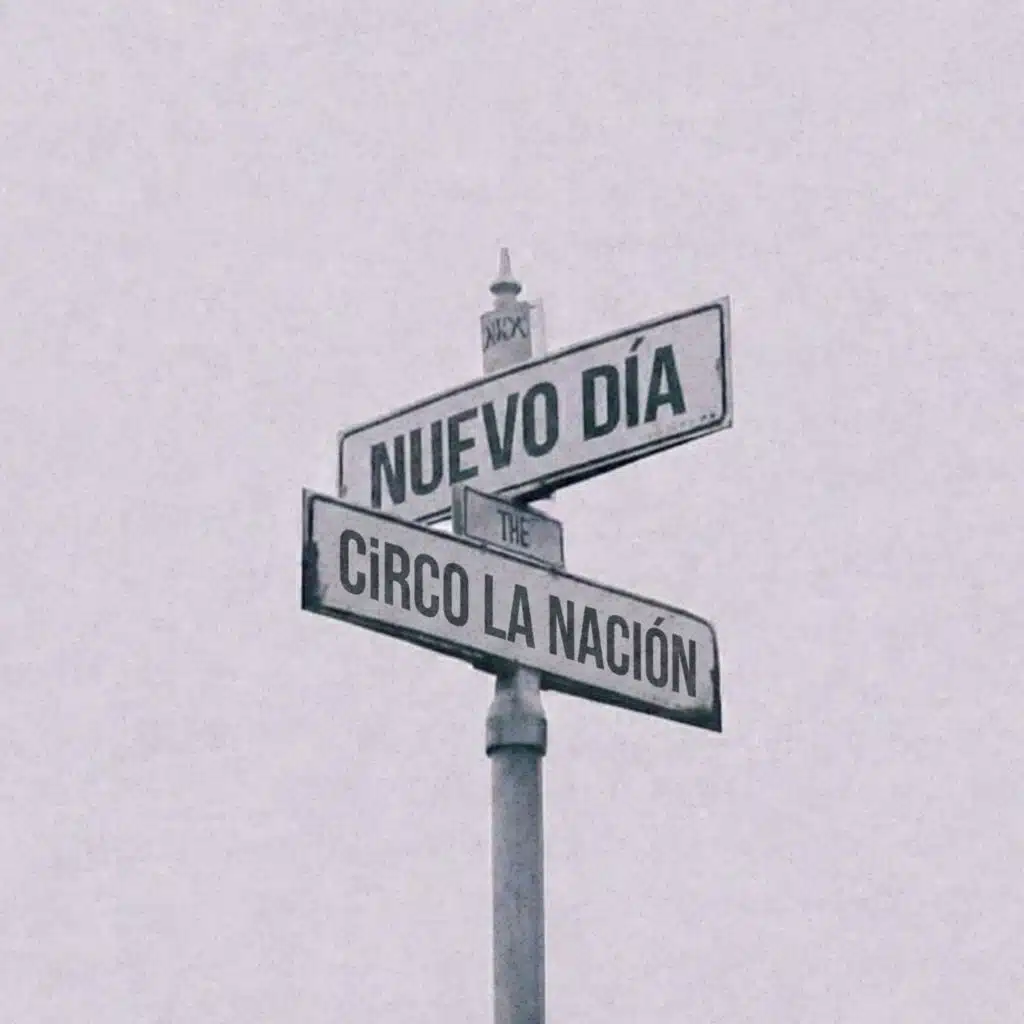 NUEVO DÍA
THE
CiRCO LA NACIÓN